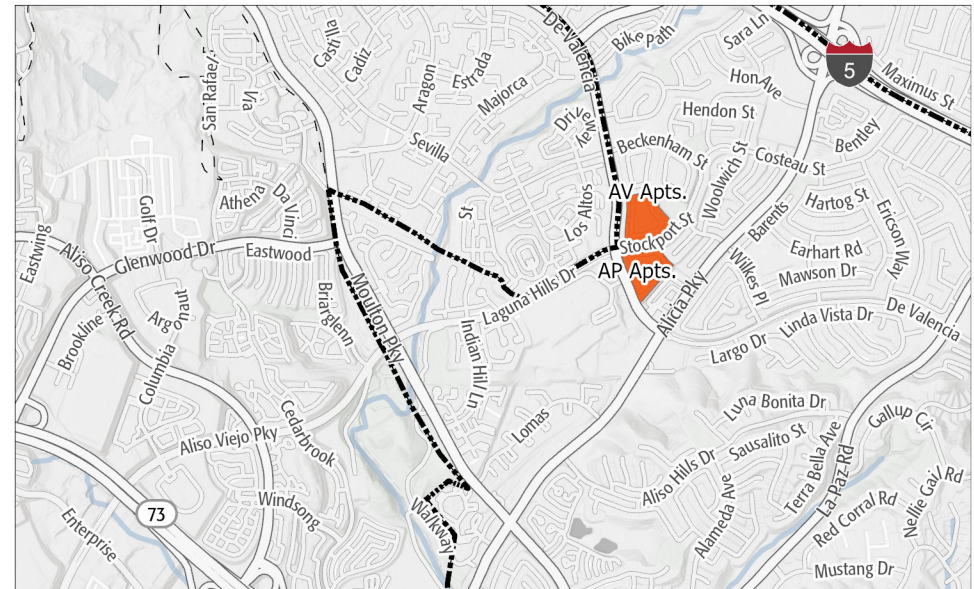 De Valencia
Bike path
Sara Ln
5
Maximus St
Castilla
Cadiz
Aragon
Estrada
Majorca
Hon Ave
San Rafael
Via
Hendon St
Bentley
Sevilla
Drive
Way
Beckenham St
Costeau St
Woolwich St
AV Apts.
Athena
Da Vinci
Golf Dr
St
Los Altos
Hartog St
Ericson Way
Barents
Stockport St
Eastwing
Glenwood Dr
Eastwood
Earhart Rd
Wilkes Pl
Mawson Dr
AP Apts.
Aliso Creek Rd
Laguna Hills Dr
Alicia Pky
De Valencia
Linda Vista Dr
Largo Dr
Moulton Pky
Briarglenn
Argo
Brookline
Columbia
Indian Hill Ln
Luna Bonita Dr
Gallup Cir
Cedarbrook
Lomas
Sausalito St
Aliso Viejo Pky
Aliso Hills Dr
Terra Bella Ave
La Paz Rd
Alameda Ave
Nellie Gail Rd
Red Corral Rd
Windsong
Walkway
73
Enterprise
Mustang Dr